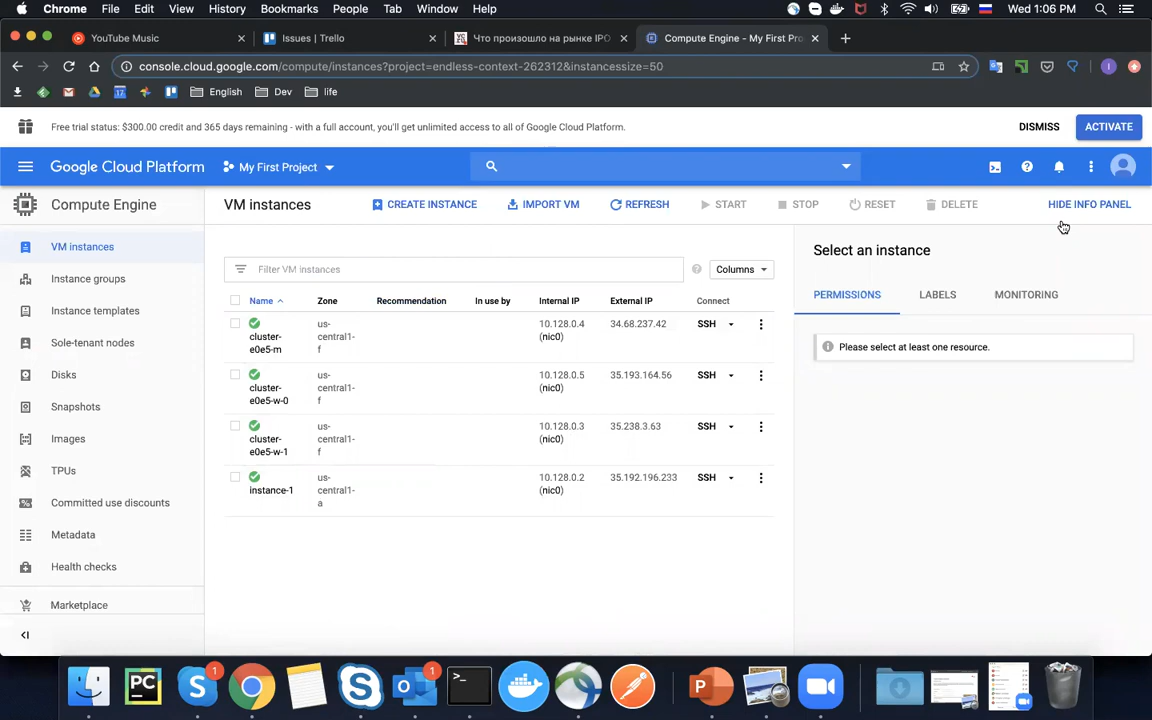 Chrome File Edit View History Bookmarks People Tab Window Help Wed 1:06 PM
YouTube Music Issues | Trello Что произошло на рынке IPO Compute Engine - My First Pro
console.cloud.google.com/compute/instances?project=endless-context-262312&instancessize=50
English Dev life
Free trial status: $300.00 credit and 365 days remaining - with a full account, you'll get unlimited access to all of Google Cloud Platform. DISMISS ACTIVATE
Google Cloud Platform My First Project
Compute Engine VM instances CREATE INSTANCE IMPORT VM REFRESH START STOP RESET DELETE HIDE INFO PANEL
VM instances
Instance groups
Instance templates
Sole-tenant nodes
Disks
Snapshots
Images
TPUs
Committed use discounts
Metadata
Health checks
Marketplace
Filter VM instances Columns
Name Zone Recommendation In use by Internal IP External IP Connect
cluster-e0e5-m us-central1-f 10.128.0.4 (nic0) 34.68.237.42 SSH
cluster-e0e5-w-0 us-central1-f 10.128.0.5 (nic0) 35.193.164.56 SSH
cluster-e0e5-w-1 us-central1-f 10.128.0.3 (nic0) 35.238.3.63 SSH
instance-1 us-central1-a 10.128.0.2 (nic0) 35.192.196.233 SSH
Select an instance
PERMISSIONS LABELS MONITORING
Please select at least one resource.
PC
1
1